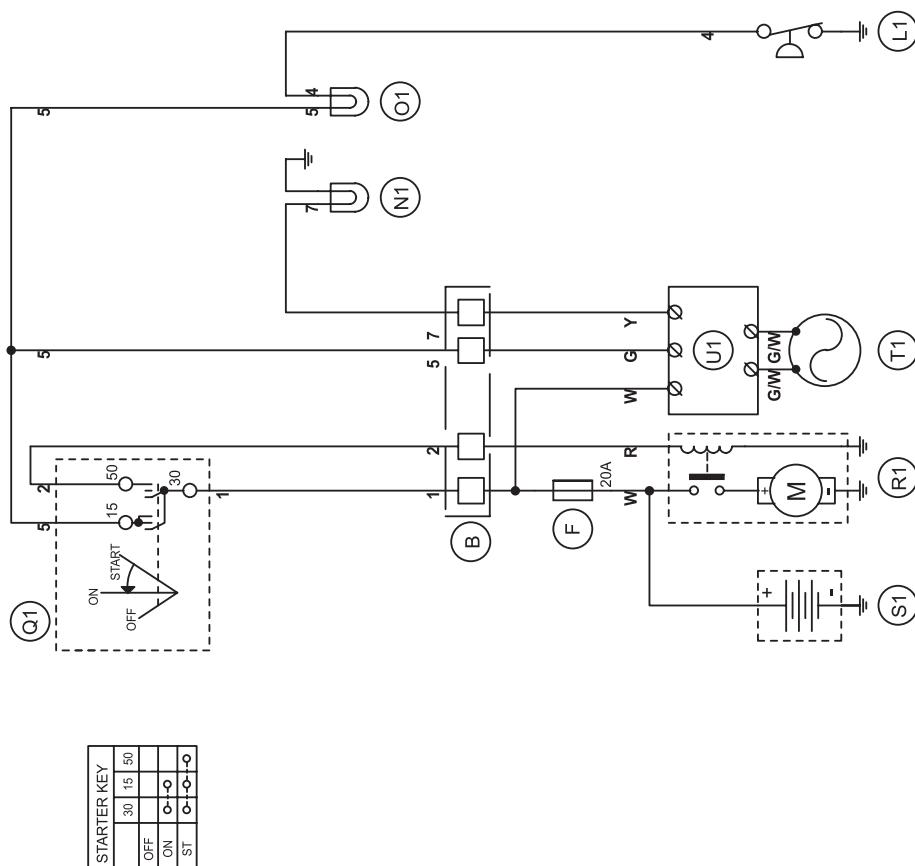 4
L1
5
5 4
O1
7
N1
5
5 7
W G Y
U1
G/W G/W
T1
2
2
R
50
15
30
5
1
1
START
ON
OFF
Q1
B
20A
F
W
+ M -
R1
+ -
S1
STARTER KEY
30 15 50
OFF
ON
ST